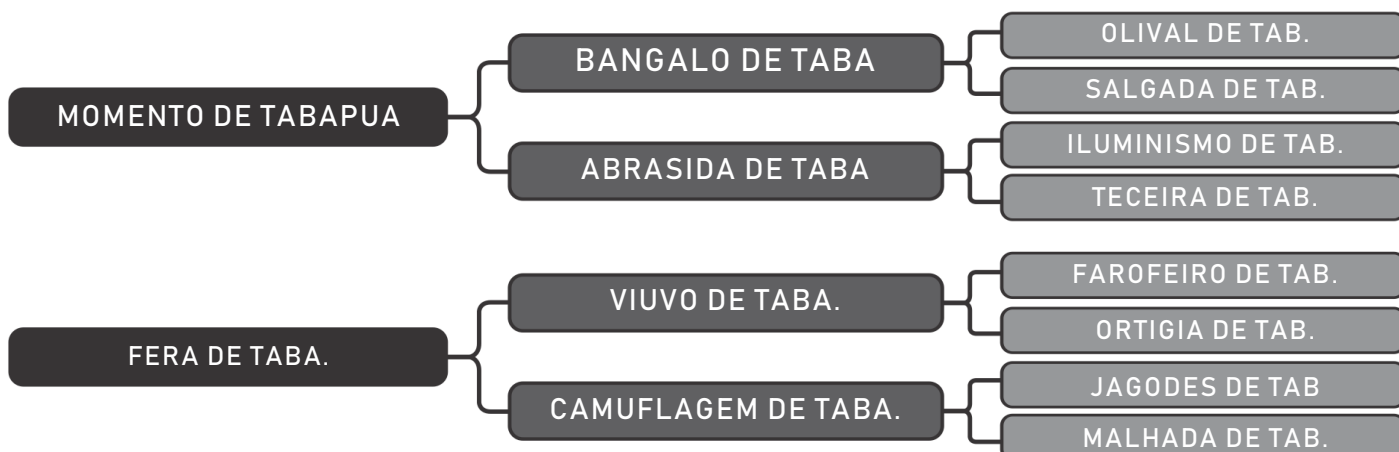 MOMENTO DE TABAPUA
BANGALO DE TABA
ABRASIDA DE TABA
OLIVAL DE TAB.
SALGADA DE TAB.
ILUMINISMO DE TAB.
TECEIRA DE TAB.
FERA DE TABA.
VIUVO DE TABA.
CAMUFLAGEM DE TABA.
FAROFEIRO DE TAB.
ORTIGIA DE TAB.
JAGODES DE TAB
MALHADA DE TAB.